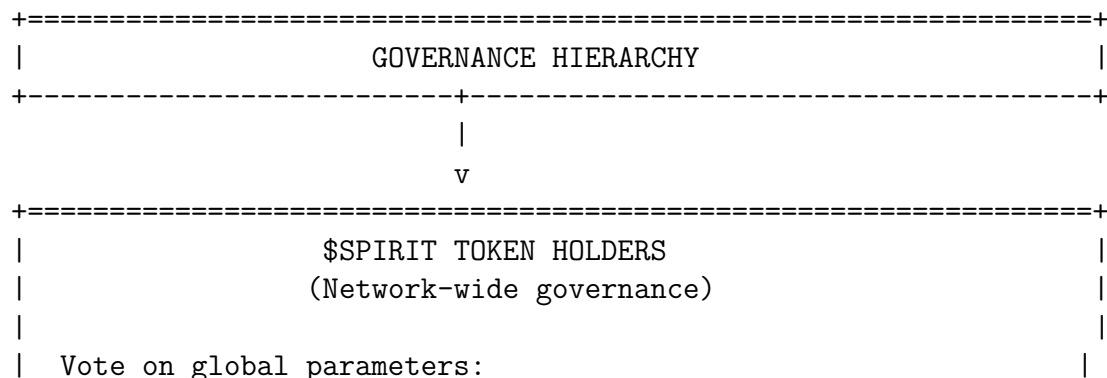 +=================================================================+
|                     GOVERNANCE HIERARCHY                        |
+--------------------------+--------------------------------------+
                           |
                           v
+=================================================================+
|                  $SPIRIT TOKEN HOLDERS                          |
|                 (Network-wide governance)                       |
|                                                                 |
|  Vote on global parameters:                                    |